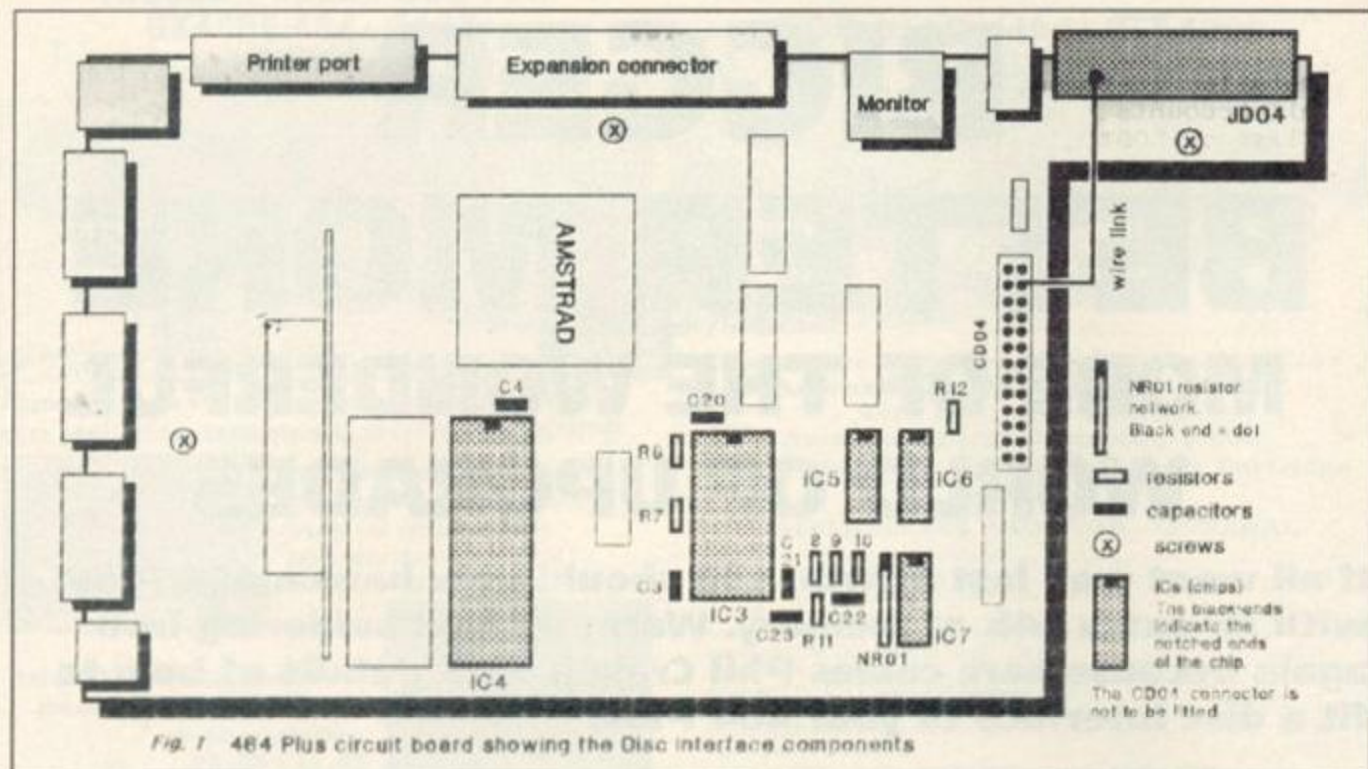 Printer port
Expansion connector
Monitor
JD04
wire link
AMSTRAD
CD04
C4
C20
R12
R6
R7
IC5
IC6
C3
C21
8 9 10
IC3
C23
R11
C22
NR01
IC7
IC4
NR01 resistor
network.
Black end = dot
resistors
capacitors
screws
ICs (chips)
The black ends
indicate the
notched ends
of the chip.
The CD04 connector is
not to be fitted
Fig. 1 464 Plus circuit board showing the Disc Interface components